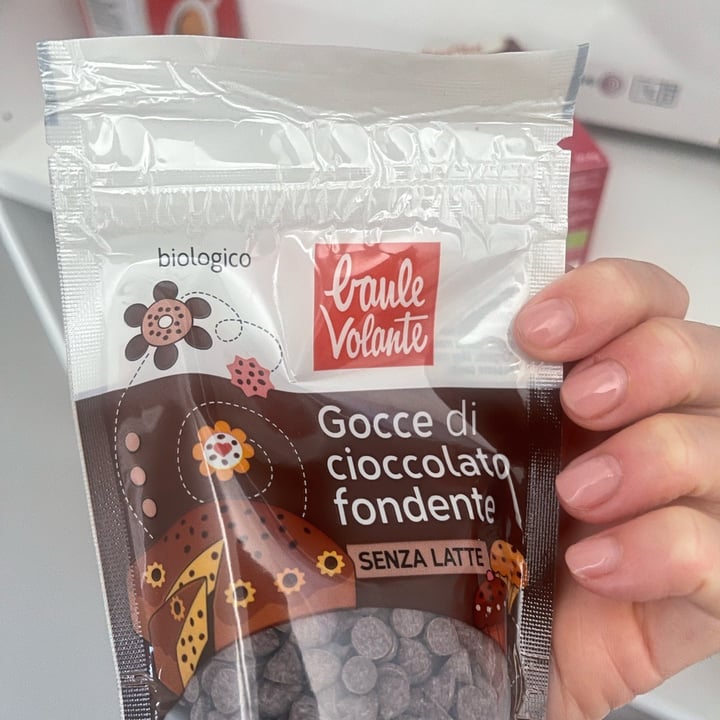 biologico
baule
volante
Gocce di
cioccolato
fondente
SENZA LATTE